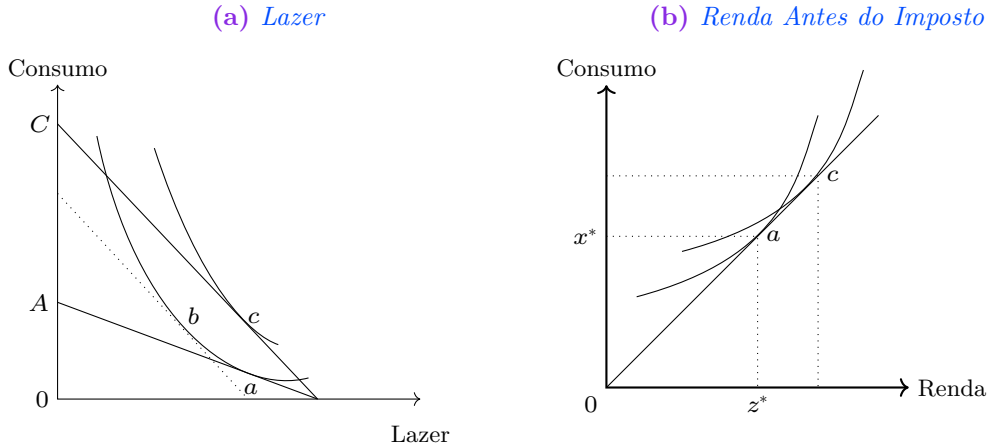 (a) Lazer
Consumo
C
A
b
c
a
0
Lazer
(b) Renda Antes do Imposto
Consumo
c
x*
a
0
z*
Renda